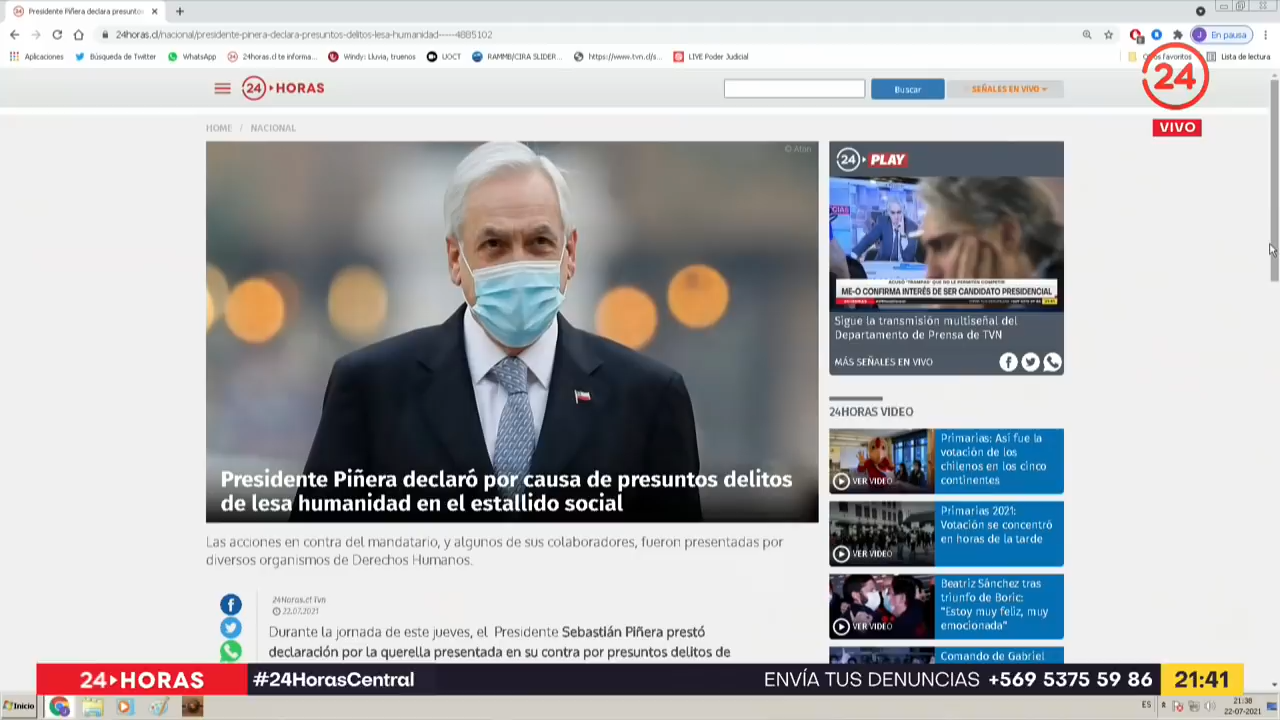 Presidente Piñera declara presuntos
24horas.cl/nacional/presidente-pinera-declara-presuntos-delitos-lesa-humanidad-----4885102
En pausa
Aplicaciones
Búsqueda de Twitter
WhatsApp
24horas.cl te informa...
Windy: Lluvia, truenos
UOCT
RAMMB/CIRA SLIDER...
https://www.tvn.cl/s...
LIVE Poder Judicial
Otros favoritos
Lista de lectura
24 HORAS
Buscar
SEÑALES EN VIVO
24
VIVO
HOME / NACIONAL
© Aton
24 PLAY
ME-O CONFIRMA INTERÉS DE SER CANDIDATO PRESIDENCIAL
Sigue la transmisión multiseñal del
Departamento de Prensa de TVN
MÁS SEÑALES EN VIVO
Presidente Piñera declaró por causa de presuntos delitos
de lesa humanidad en el estallido social
Las acciones en contra del mandatario, y algunos de sus colaboradores, fueron presentadas por
diversos organismos de Derechos Humanos.
24Horas.cl Tvn
22.07.2021
Durante la jornada de este jueves, el Presidente Sebastián Piñera prestó
declaración por la querella presentada en su contra por presuntos delitos de
24HORAS VIDEO
VER VIDEO
Primarias: Así fue la
votación de los
chilenos en los cinco
continentes
VER VIDEO
Primarias 2021:
Votación se concentró
en horas de la tarde
VER VIDEO
Beatriz Sánchez tras
triunfo de Boric:
"Estoy muy feliz, muy
emocionada"
Comando de Gabriel
24 HORAS
#24HorasCentral
ENVÍA TUS DENUNCIAS +569 5375 59 86
21:41
Inicio
ES
21:38
22-07-2021